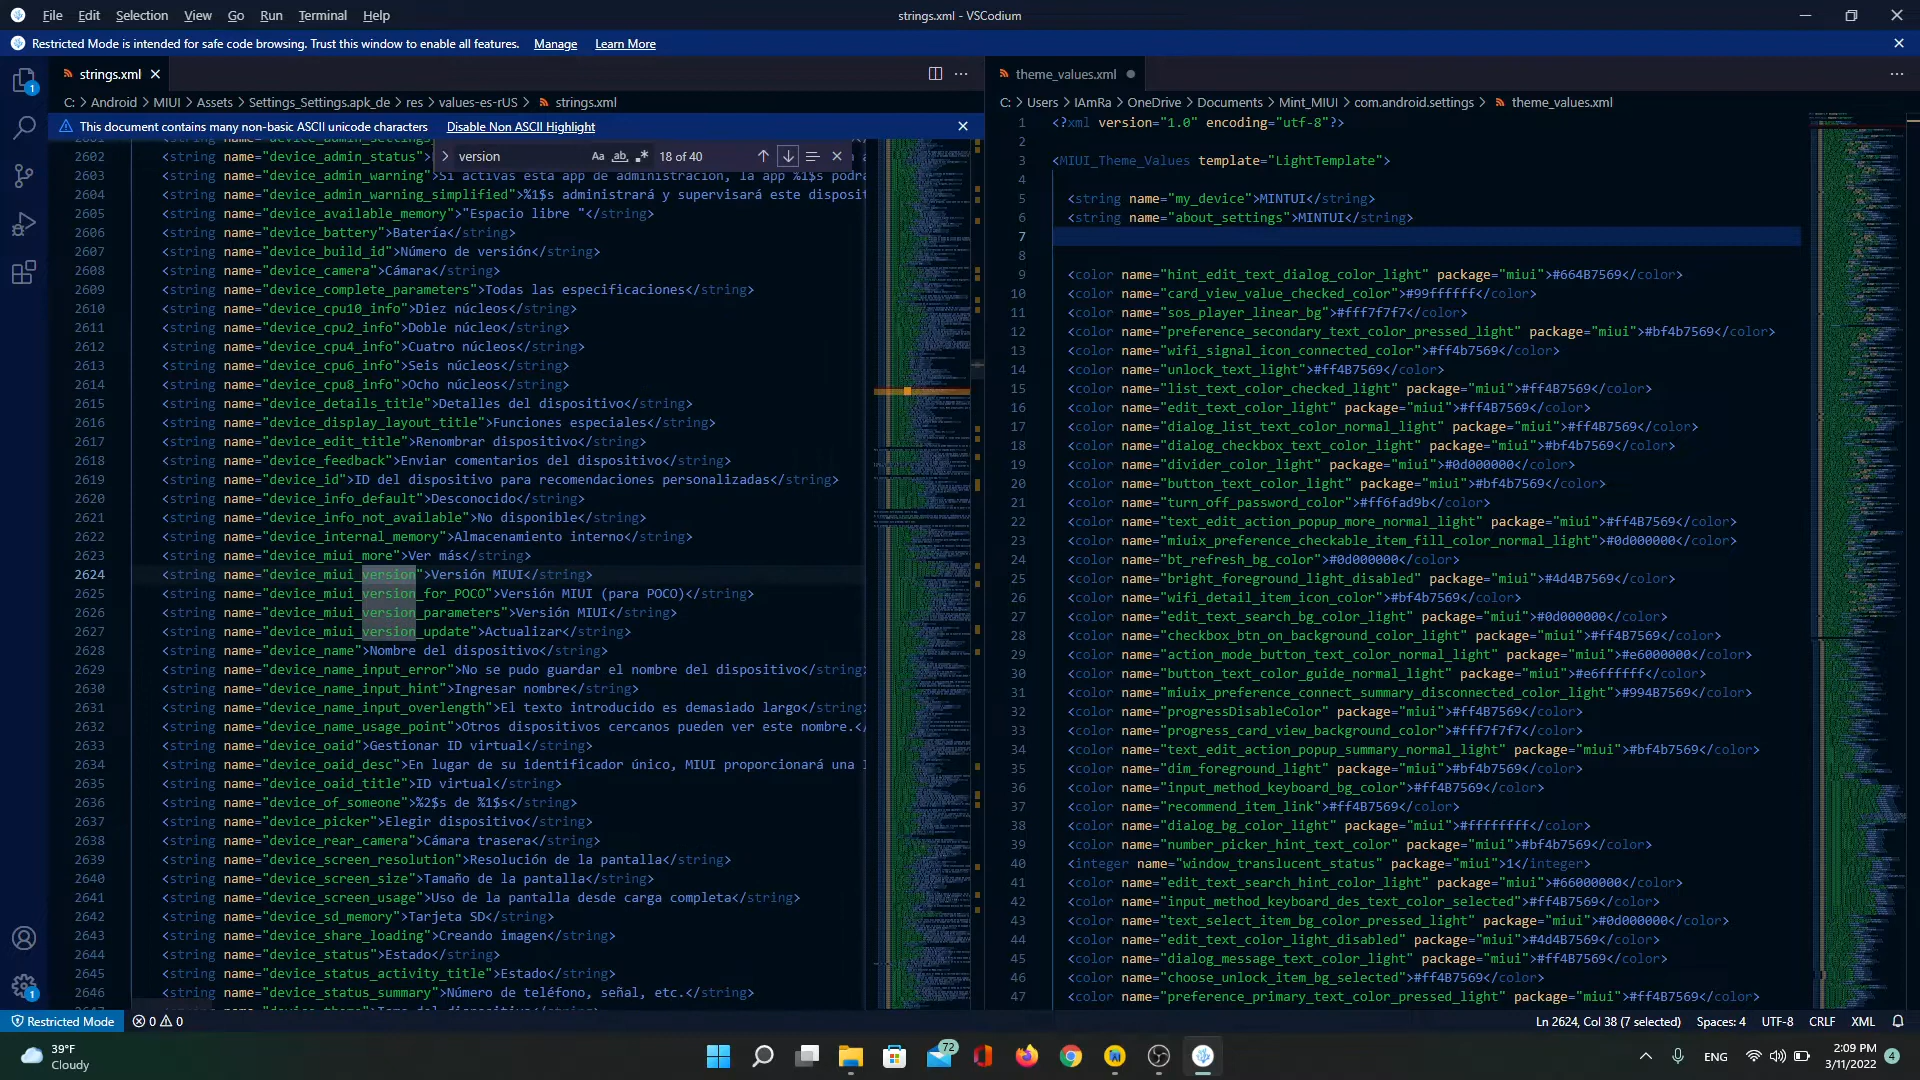 File Edit Selection View Go Run Terminal Help
strings.xml - VSCodium
Restricted Mode is intended for safe code browsing. Trust this window to enable all features. Manage Learn More
strings.xml
C: > Android > MIUI > Assets > Settings_Settings.apk_de > res > values-es-rUS > strings.xml
This document contains many non-basic ASCII unicode characters Disable Non ASCII Highlight
version Aa ab 18 of 40
2602 <string name="device_admin_status">
2603 <string name="device_admin_warning">Si activas esta app de administración, la app %1$s podrá
2604 <string name="device_admin_warning_simplified">%1$s administrará y supervisará este disposit
2605 <string name="device_available_memory">"Espacio libre "</string>
2606 <string name="device_battery">Batería</string>
2607 <string name="device_build_id">Número de versión</string>
2608 <string name="device_camera">Cámara</string>
2609 <string name="device_complete_parameters">Todas las especificaciones</string>
2610 <string name="device_cpu10_info">Diez núcleos</string>
2611 <string name="device_cpu2_info">Doble núcleo</string>
2612 <string name="device_cpu4_info">Cuatro núcleos</string>
2613 <string name="device_cpu6_info">Seis núcleos</string>
2614 <string name="device_cpu8_info">Ocho núcleos</string>
2615 <string name="device_details_title">Detalles del dispositivo</string>
2616 <string name="device_display_layout_title">Funciones especiales</string>
2617 <string name="device_edit_title">Renombrar dispositivo</string>
2618 <string name="device_feedback">Enviar comentarios del dispositivo</string>
2619 <string name="device_id">ID del dispositivo para recomendaciones personalizadas</string>
2620 <string name="device_info_default">Desconocido</string>
2621 <string name="device_info_not_available">No disponible</string>
2622 <string name="device_internal_memory">Almacenamiento interno</string>
2623 <string name="device_miui_more">Ver más</string>
2624 <string name="device_miui_version">Versión MIUI</string>
2625 <string name="device_miui_version_for_POCO">Versión MIUI (para POCO)</string>
2626 <string name="device_miui_version_parameters">Versión MIUI</string>
2627 <string name="device_miui_version_update">Actualizar</string>
2628 <string name="device_name">Nombre del dispositivo</string>
2629 <string name="device_name_input_error">No se pudo guardar el nombre del dispositivo</string>
2630 <string name="device_name_input_hint">Ingresar nombre</string>
2631 <string name="device_name_input_overlength">El texto introducido es demasiado largo</string>
2632 <string name="device_name_usage_point">Otros dispositivos cercanos pueden ver este nombre.</
2633 <string name="device_oaid">Gestionar ID virtual</string>
2634 <string name="device_oaid_desc">En lugar de su identificador único, MIUI proporcionará una I
2635 <string name="device_oaid_title">ID virtual</string>
2636 <string name="device_of_someone">%2$s de %1$s</string>
2637 <string name="device_picker">Elegir dispositivo</string>
2638 <string name="device_rear_camera">Cámara trasera</string>
2639 <string name="device_screen_resolution">Resolución de la pantalla</string>
2640 <string name="device_screen_size">Tamaño de la pantalla</string>
2641 <string name="device_screen_usage">Uso de la pantalla desde carga completa</string>
2642 <string name="device_sd_memory">Tarjeta SD</string>
2643 <string name="device_share_loading">Creando imagen</string>
2644 <string name="device_status">Estado</string>
2645 <string name="device_status_activity_title">Estado</string>
2646 <string name="device_status_summary">Número de teléfono, señal, etc.</string>
theme_values.xml
C: > Users > IAmRa > OneDrive > Documents > Mint_MIUI > com.android.settings > theme_values.xml
1 <?xml version="1.0" encoding="utf-8"?>
2
3 <MIUI_Theme_Values template="LightTemplate">
4
5 <string name="my_device">MINTUI</string>
6 <string name="about_settings">MINTUI</string>
7
8
9 <color name="hint_edit_text_dialog_color_light" package="miui">#664B7569</color>
10 <color name="card_view_value_checked_color">#99ffffff</color>
11 <color name="sos_player_linear_bg">#fff7f7f7</color>
12 <color name="preference_secondary_text_color_pressed_light" package="miui">#bf4b7569</color>
13 <color name="wifi_signal_icon_connected_color">#ff4b7569</color>
14 <color name="unlock_text_light">#ff4B7569</color>
15 <color name="list_text_color_checked_light" package="miui">#ff4B7569</color>
16 <color name="edit_text_color_light" package="miui">#ff4B7569</color>
17 <color name="dialog_list_text_color_normal_light" package="miui">#ff4B7569</color>
18 <color name="dialog_checkbox_text_color_light" package="miui">#bf4b7569</color>
19 <color name="divider_color_light" package="miui">#0d000000</color>
20 <color name="button_text_color_light" package="miui">#bf4b7569</color>
21 <color name="turn_off_password_color">#ff6fad9b</color>
22 <color name="text_edit_action_popup_more_normal_light" package="miui">#ff4B7569</color>
23 <color name="miuix_preference_checkable_item_fill_color_normal_light">#0d000000</color>
24 <color name="bt_refresh_bg_color">#0d000000</color>
25 <color name="bright_foreground_light_disabled" package="miui">#4d4B7569</color>
26 <color name="wifi_detail_item_icon_color">#bf4b7569</color>
27 <color name="edit_text_search_bg_color_light" package="miui">#0d000000</color>
28 <color name="checkbox_btn_on_background_color_light" package="miui">#ff4B7569</color>
29 <color name="action_mode_button_text_color_normal_light" package="miui">#e6000000</color>
30 <color name="button_text_color_guide_normal_light" package="miui">#e6ffffff</color>
31 <color name="miuix_preference_connect_summary_disconnected_color_light">#994B7569</color>
32 <color name="progressDisableColor" package="miui">#ff4B7569</color>
33 <color name="progress_card_view_background_color">#fff7f7f7</color>
34 <color name="text_edit_action_popup_summary_normal_light" package="miui">#bf4b7569</color>
35 <color name="dim_foreground_light" package="miui">#bf4b7569</color>
36 <color name="input_method_keyboard_bg_color">#ff4B7569</color>
37 <color name="recommend_item_link">#ff4B7569</color>
38 <color name="dialog_bg_color_light" package="miui">#ffffffff</color>
39 <color name="number_picker_hint_text_color" package="miui">#bf4b7569</color>
40 <integer name="window_translucent_status" package="miui">1</integer>
41 <color name="edit_text_search_hint_color_light" package="miui">#66000000</color>
42 <color name="input_method_keyboard_des_text_color_selected">#ff4B7569</color>
43 <color name="text_select_item_bg_color_pressed_light" package="miui">#0d000000</color>
44 <color name="edit_text_color_light_disabled" package="miui">#4d4B7569</color>
45 <color name="dialog_message_text_color_light" package="miui">#ff4B7569</color>
46 <color name="choose_unlock_item_bg_selected">#ff4B7569</color>
47 <color name="preference_primary_text_color_pressed_light" package="miui">#ff4B7569</color>
Restricted Mode 0 0
Ln 2624, Col 38 (7 selected) Spaces: 4 UTF-8 CRLF XML
39°F
Cloudy
72
ENG
2:09 PM
3/11/2022
4